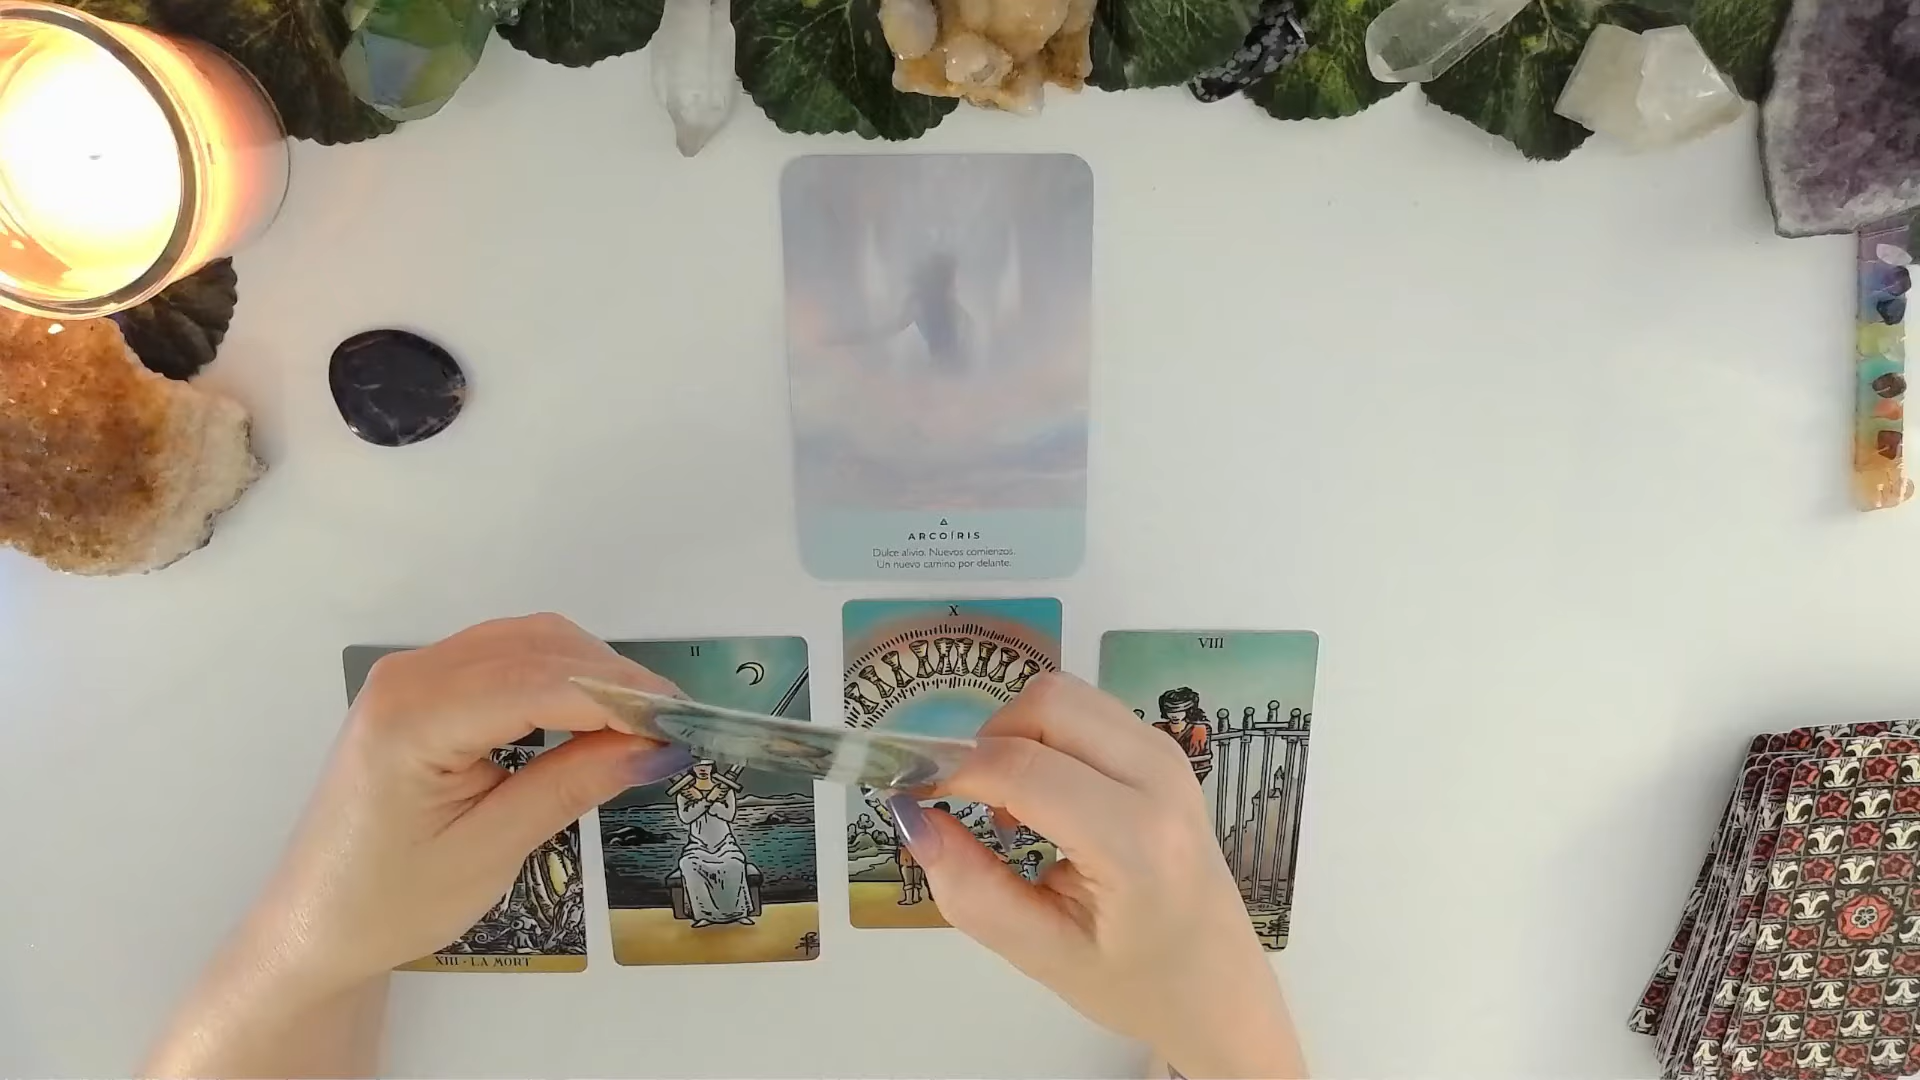 ARCOÍRIS
Dulce alivio. Nuevos comienzos.
Un nuevo camino por delante.
II
X
VIII
XIII · LA MORT